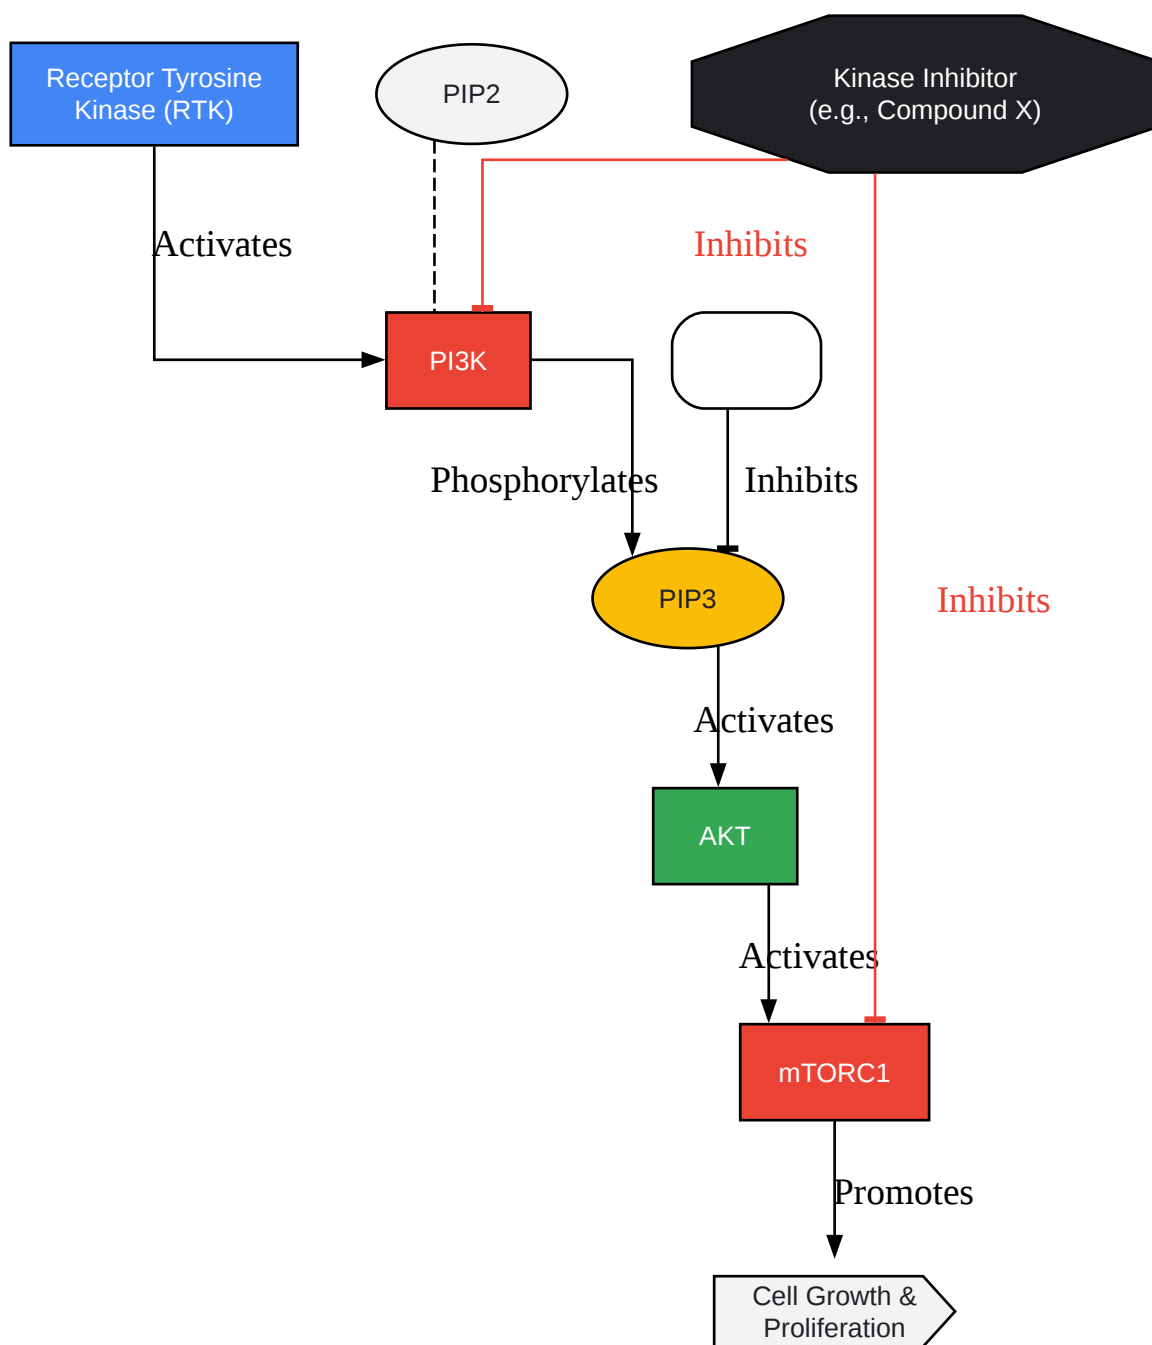 Receptor Tyrosine
Kinase (RTK)
PIP2
Kinase Inhibitor
(e.g., Compound X)
Activates
Inhibits
PI3K
Phosphorylates
Inhibits
PIP3
Inhibits
Activates
AKT
Activates
mTORC1
Promotes
Cell Growth &
Proliferation